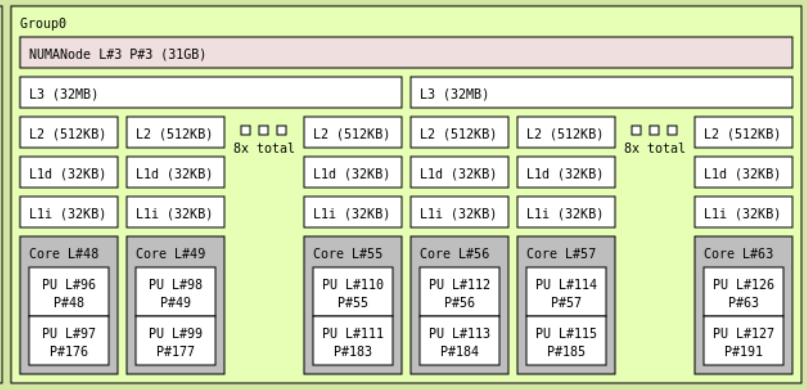 Group0
NUMANode L#3 P#3 (31GB)
L3 (32MB) L3 (32MB)
L2 (512KB) L2 (512KB) L2 (512KB) L2 (512KB) L2 (512KB) L2 (512KB)
8x total 8x total
L1d (32KB) L1d (32KB) L1d (32KB) L1d (32KB) L1d (32KB) L1d (32KB)
L1i (32KB) L1i (32KB) L1i (32KB) L1i (32KB) L1i (32KB) L1i (32KB)
Core L#48 Core L#49 Core L#55 Core L#56 Core L#57 Core L#63
PU L#96 PU L#98 PU L#110 PU L#112 PU L#114 PU L#126
P#48 P#49 P#55 P#56 P#57 P#63
PU L#97 PU L#99 PU L#111 PU L#113 PU L#115 PU L#127
P#176 P#177 P#183 P#184 P#185 P#191